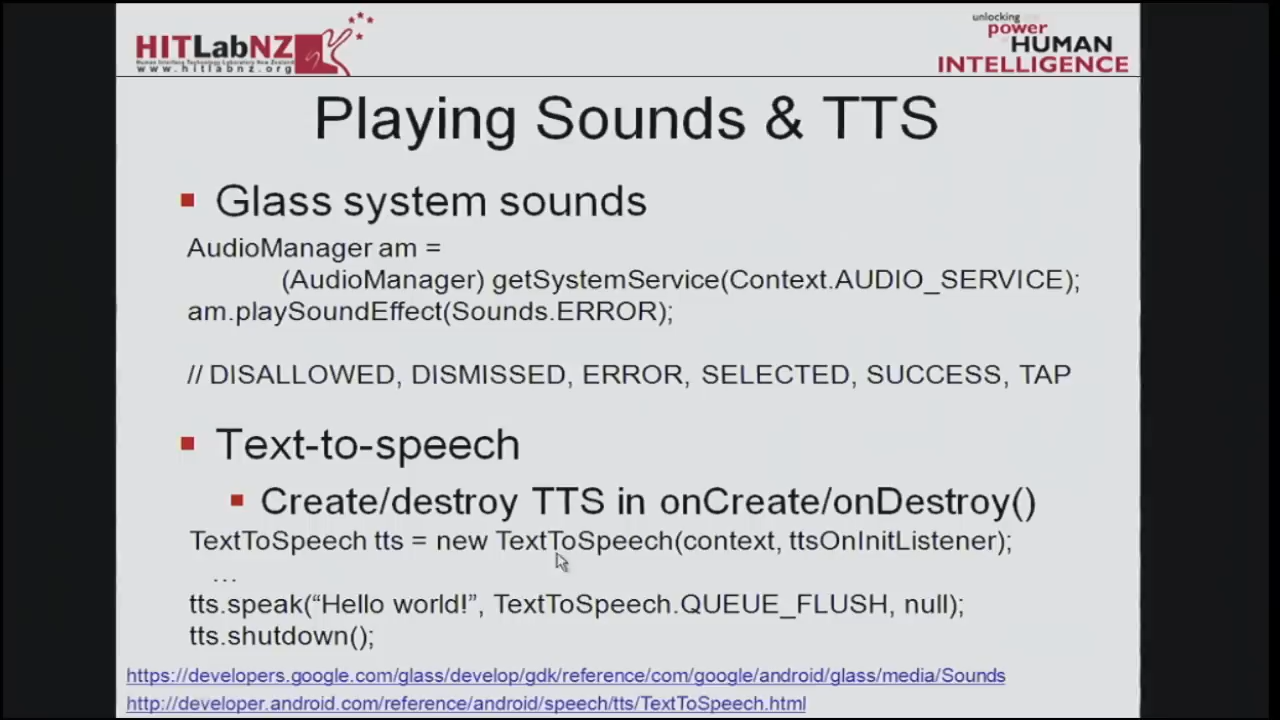 HITLabNZ
Human Interface Technology Laboratory New Zealand
www.hitlabnz.org
unlocking
power
of HUMAN
INTELLIGENCE
Playing Sounds & TTS
Glass system sounds
AudioManager am =
(AudioManager) getSystemService(Context.AUDIO_SERVICE);
am.playSoundEffect(Sounds.ERROR);
// DISALLOWED, DISMISSED, ERROR, SELECTED, SUCCESS, TAP
Text-to-speech
Create/destroy TTS in onCreate/onDestroy()
TextToSpeech tts = new TextToSpeech(context, ttsOnInitListener);
…
tts.speak(“Hello world!”, TextToSpeech.QUEUE_FLUSH, null);
tts.shutdown();
https://developers.google.com/glass/develop/gdk/reference/com/google/android/glass/media/Sounds
http://developer.android.com/reference/android/speech/tts/TextToSpeech.html